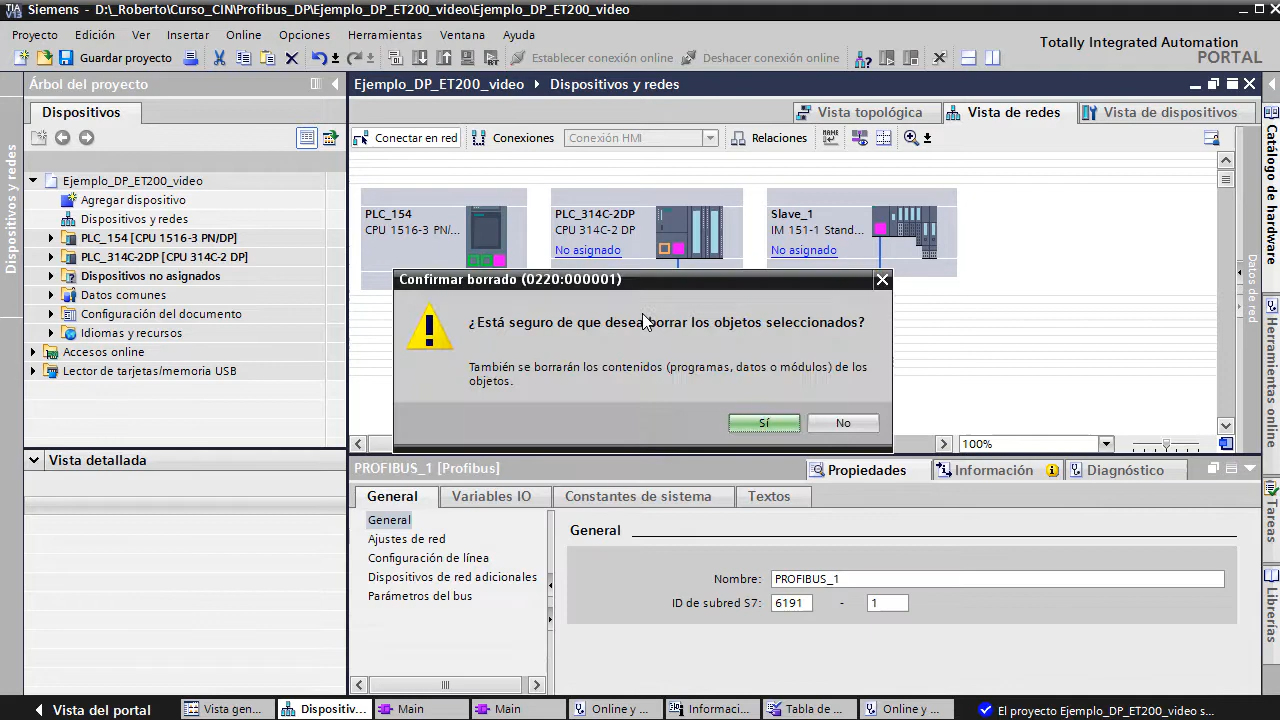 TIA
V13
Siemens - D:\_Roberto\Curso_CIN\Profibus_DP\Ejemplo_DP_ET200_video\Ejemplo_DP_ET200_video
Proyecto Edición Ver Insertar Online Opciones Herramientas Ventana Ayuda
Totally Integrated Automation
PORTAL
Guardar proyecto Establecer conexión online Deshacer conexión online
Árbol del proyecto
Ejemplo_DP_ET200_video Dispositivos y redes
Dispositivos
Vista topológica Vista de redes Vista de dispositivos
Conectar en red Conexiones Conexión HMI Relaciones
Dispositivos y redes
Ejemplo_DP_ET200_video
Agregar dispositivo
Dispositivos y redes
PLC_154 [CPU 1516-3 PN/DP]
PLC_314C-2DP [CPU 314C-2 DP]
Dispositivos no asignados
Datos comunes
Configuración del documento
Idiomas y recursos
Accesos online
Lector de tarjetas/memoria USB
PLC_154
CPU 1516-3 PN/...
PLC_314C-2DP
CPU 314C-2 DP
No asignado
Slave_1
IM 151-1 Stand...
No asignado
Confirmar borrado (0220:000001)
¿Está seguro de que desea borrar los objetos seleccionados?
También se borrarán los contenidos (programas, datos o módulos) de los
objetos.
Sí No
100%
Vista detallada
PROFIBUS_1 [Profibus]
Propiedades Información Diagnóstico
General Variables IO Constantes de sistema Textos
General
Ajustes de red
Configuración de línea
Dispositivos de red adicionales
Parámetros del bus
General
Nombre: PROFIBUS_1
ID de subred S7: 6191 - 1
Datos de red
Catálogo de hardware
Herramientas online
Tareas
Librerías
Vista del portal Vista gen... Dispositiv... Main Main Online y ... Informaci... Tabla de ... Online y ... El proyecto Ejemplo_DP_ET200_video s...